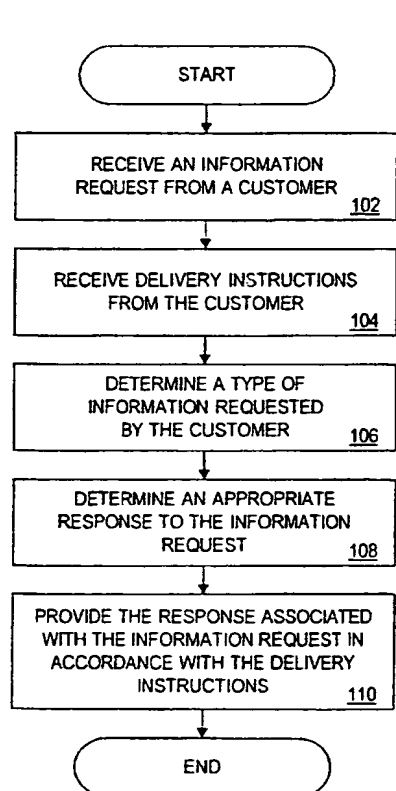 START
RECEIVE AN INFORMATION
REQUEST FROM A CUSTOMER
102
RECEIVE DELIVERY INSTRUCTIONS
FROM THE CUSTOMER
104
DETERMINE A TYPE OF
INFORMATION REQUESTED
BY THE CUSTOMER
106
DETERMINE AN APPROPRIATE
RESPONSE TO THE INFORMATION
REQUEST
108
PROVIDE THE RESPONSE ASSOCIATED
WITH THE INFORMATION REQUEST IN
ACCORDANCE WITH THE DELIVERY
INSTRUCTIONS
110
END